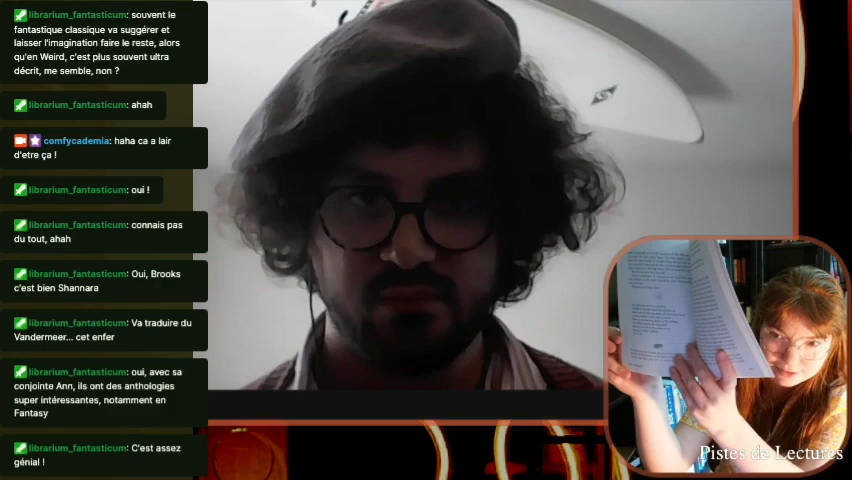 librarium_fantasticum: souvent le
fantastique classique va suggérer et
laisser l'imagination faire le reste, alors
qu'en Weird, c'est plus souvent ultra
décrit, me semble, non ?
librarium_fantasticum: ahah
comfycademia: haha ca a lair
d'etre ça !
librarium_fantasticum: oui !
librarium_fantasticum: connais pas
du tout, ahah
librarium_fantasticum: Oui, Brooks
c'est bien Shannara
librarium_fantasticum: Va traduire du
Vandermeer... cet enfer
librarium_fantasticum: oui, avec sa
conjointe Ann, ils ont des anthologies
super intéressantes, notamment en
Fantasy
librarium_fantasticum: C'est assez
génial !
Pistes de Lectures